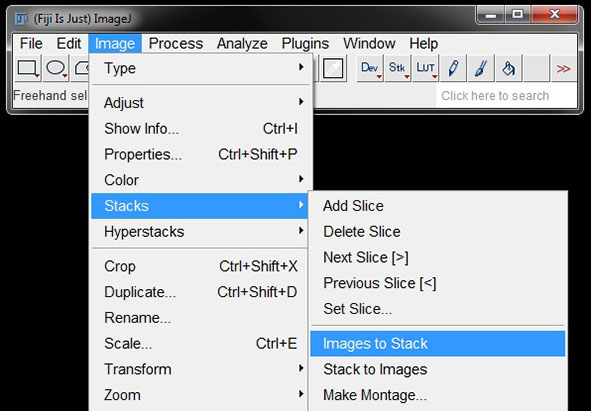 (Fiji Is Just) ImageJ
File Edit Image Process Analyze Plugins Window Help
Dev Stk LUT >>
Freehand sel
Click here to search
Type
Adjust
Show Info... Ctrl+I
Properties... Ctrl+Shift+P
Color
Stacks
Hyperstacks
Crop Ctrl+Shift+X
Duplicate... Ctrl+Shift+D
Rename...
Scale... Ctrl+E
Transform
Zoom
Add Slice
Delete Slice
Next Slice [>]
Previous Slice [<]
Set Slice...
Images to Stack
Stack to Images
Make Montage...